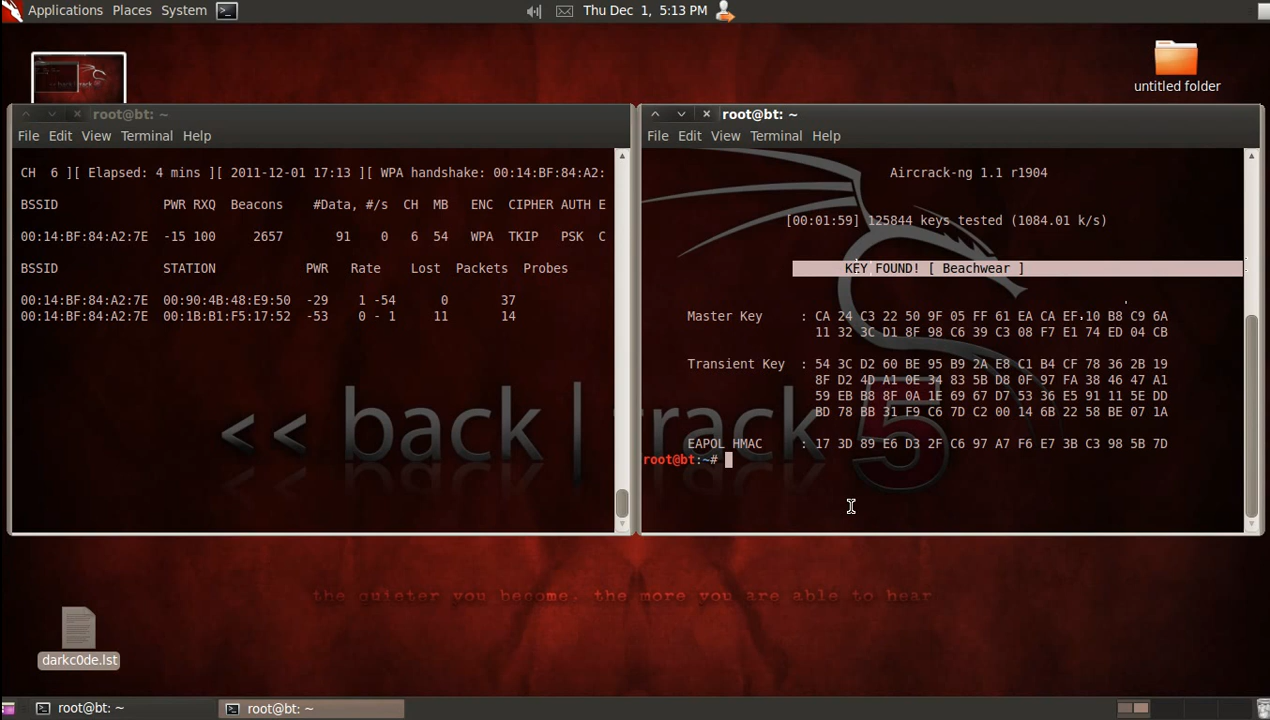 Applications Places System Thu Dec 1, 5:13 PM
untitled folder
root@bt: ~
File Edit View Terminal Help
CH 6 ][ Elapsed: 4 mins ][ 2011-12-01 17:13 ][ WPA handshake: 00:14:BF:84:A2:
BSSID PWR RXQ Beacons #Data, #/s CH MB ENC CIPHER AUTH E
00:14:BF:84:A2:7E -15 100 2657 91 0 6 54 WPA TKIP PSK C
BSSID STATION PWR Rate Lost Packets Probes
00:14:BF:84:A2:7E 00:90:4B:48:E9:50 -29 1 -54 0 37
00:14:BF:84:A2:7E 00:1B:B1:F5:17:52 -53 0 - 1 11 14
root@bt: ~
File Edit View Terminal Help
Aircrack-ng 1.1 r1904
[00:01:59] 125844 keys tested (1084.01 k/s)
KEY FOUND! [ Beachwear ]
Master Key : CA 24 C3 22 50 9F 05 FF 61 EA CA EF 10 B8 C9 6A
11 32 3C D1 8F 98 C6 39 C3 08 F7 E1 74 ED 04 CB
Transient Key : 54 3C D2 60 BE 95 B9 2A E8 C1 B4 CF 78 36 2B 19
8F D2 4D A1 0E 34 83 5B D8 0F 97 FA 38 46 47 A1
59 EB B8 8F 0A 1E 69 67 D7 53 36 E5 91 11 5E DD
BD 78 BB 31 F9 C6 7D C2 00 14 6B 22 58 BE 07 1A
EAPOL HMAC : 17 3D 89 E6 D3 2F C6 97 A7 F6 E7 3B C3 98 5B 7D
root@bt:~#
<< back | track 5
the quieter you become, the more you are able to hear
darkc0de.lst
root@bt: ~ root@bt: ~